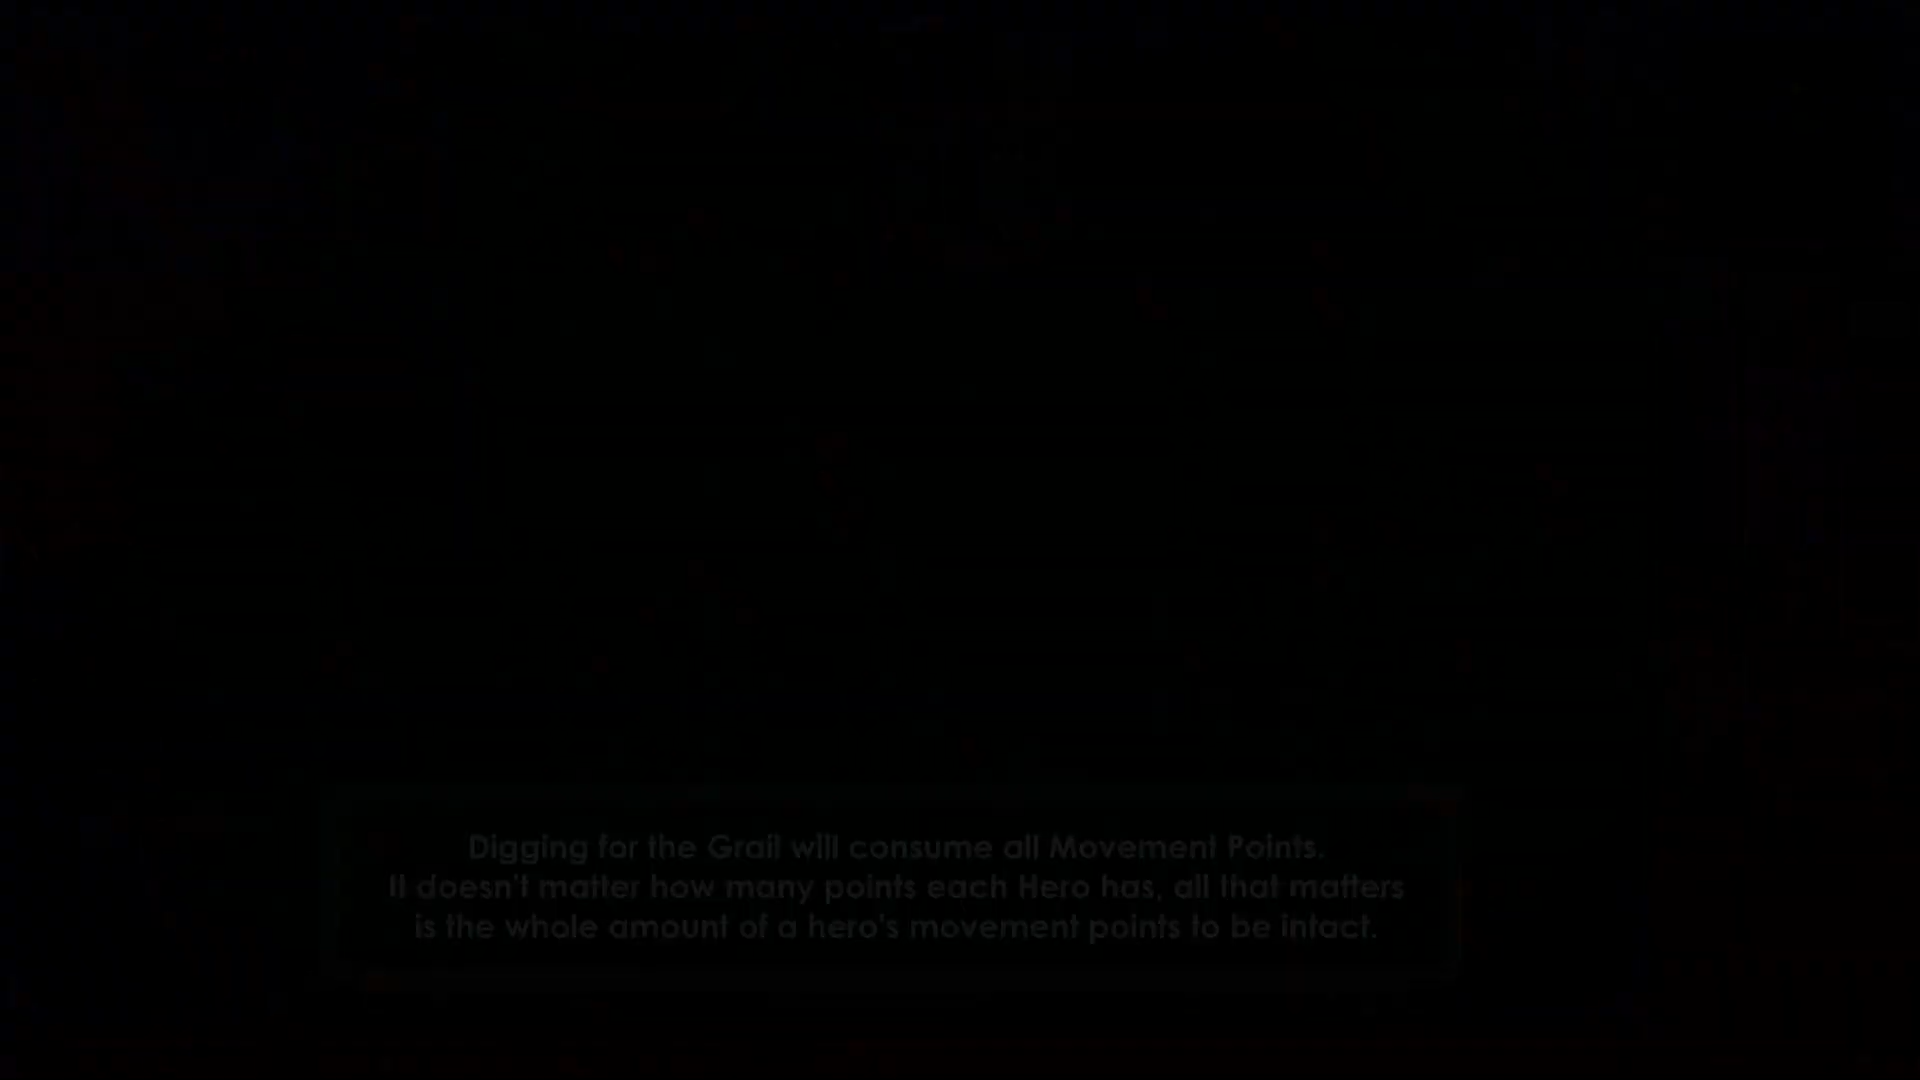 Digging for the Grail will consume all Movement Points.
It doesn't matter how many points each Hero has, all that matters
is the whole amount of a hero's movement points to be intact.